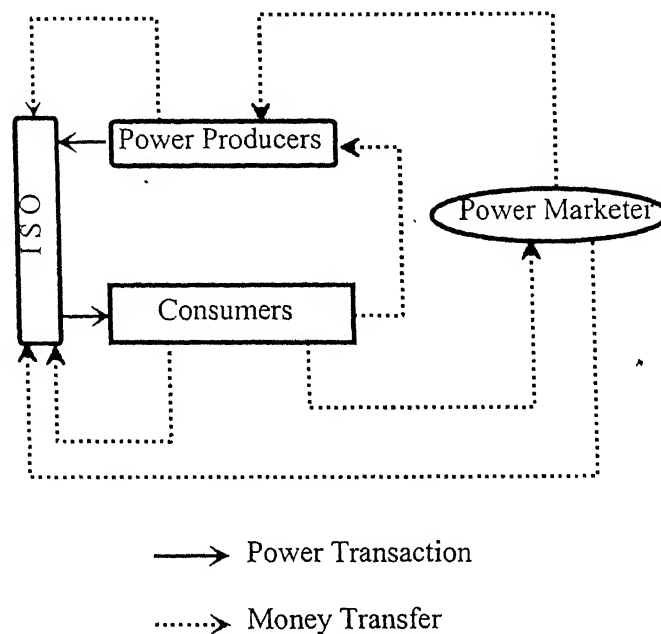 Power Producers
ISO
Power Marketer
Consumers
Power Transaction
Money Transfer